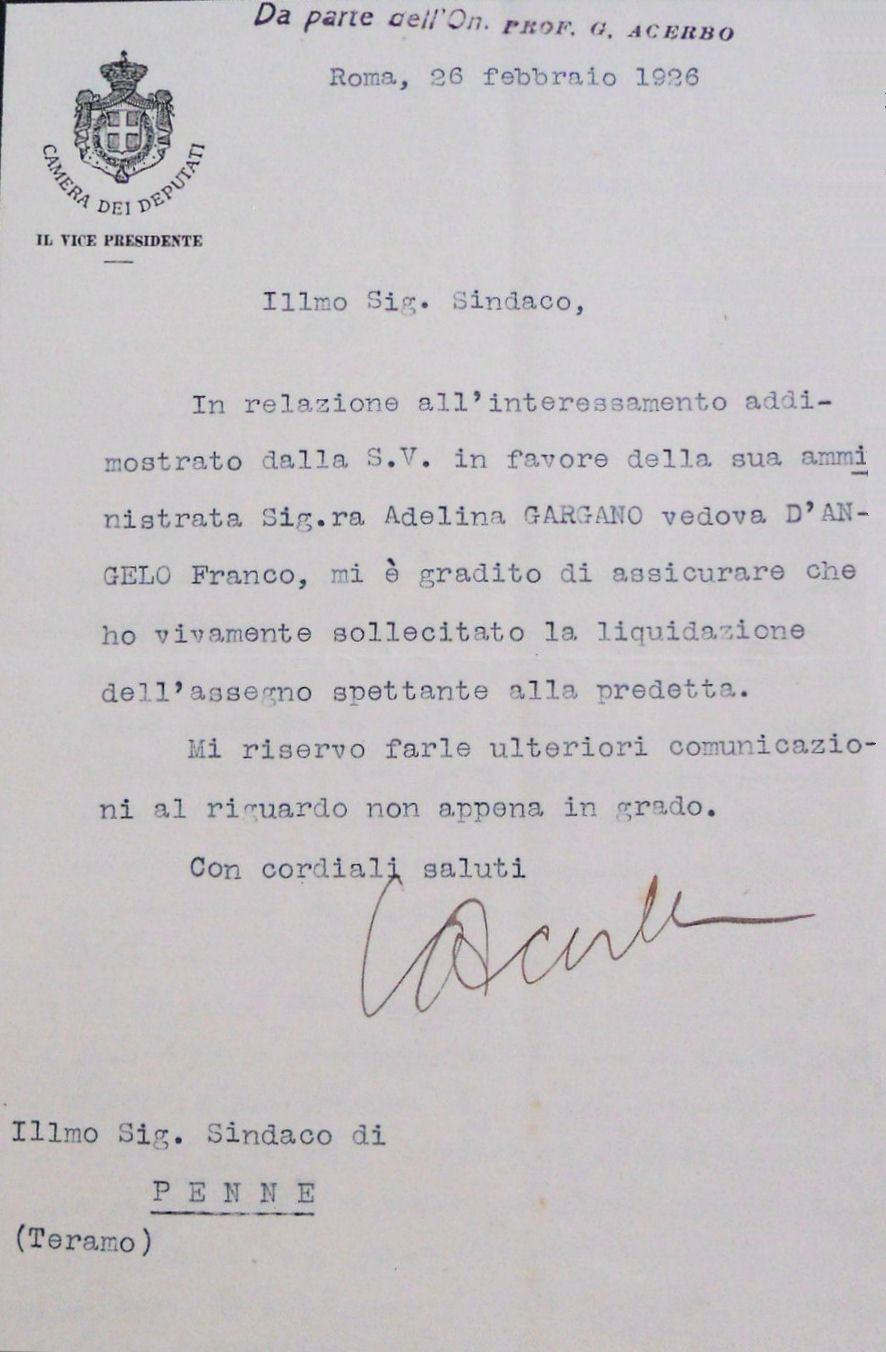 Da parte dell'On. PROF. G. ACERBO
Roma, 26 febbraio 1926
CAMERA DEI DEPUTATI
IL VICE PRESIDENTE
Illmo Sig. Sindaco,
In relazione all'interessamento addi-
mostrato dalla S.V. in favore della sua ammi
nistrata Sig.ra Adelina GARGANO vedova D'AN-
GELO Franco, mi è gradito di assicurare che
ho vivamente sollecitato la liquidazione
dell'assegno spettante alla predetta.
Mi riservo farle ulteriori comunicazio-
ni al riguardo non appena in grado.
Con cordiali saluti
GAcerbo
Illmo Sig. Sindaco di
P E N N E
(Teramo)